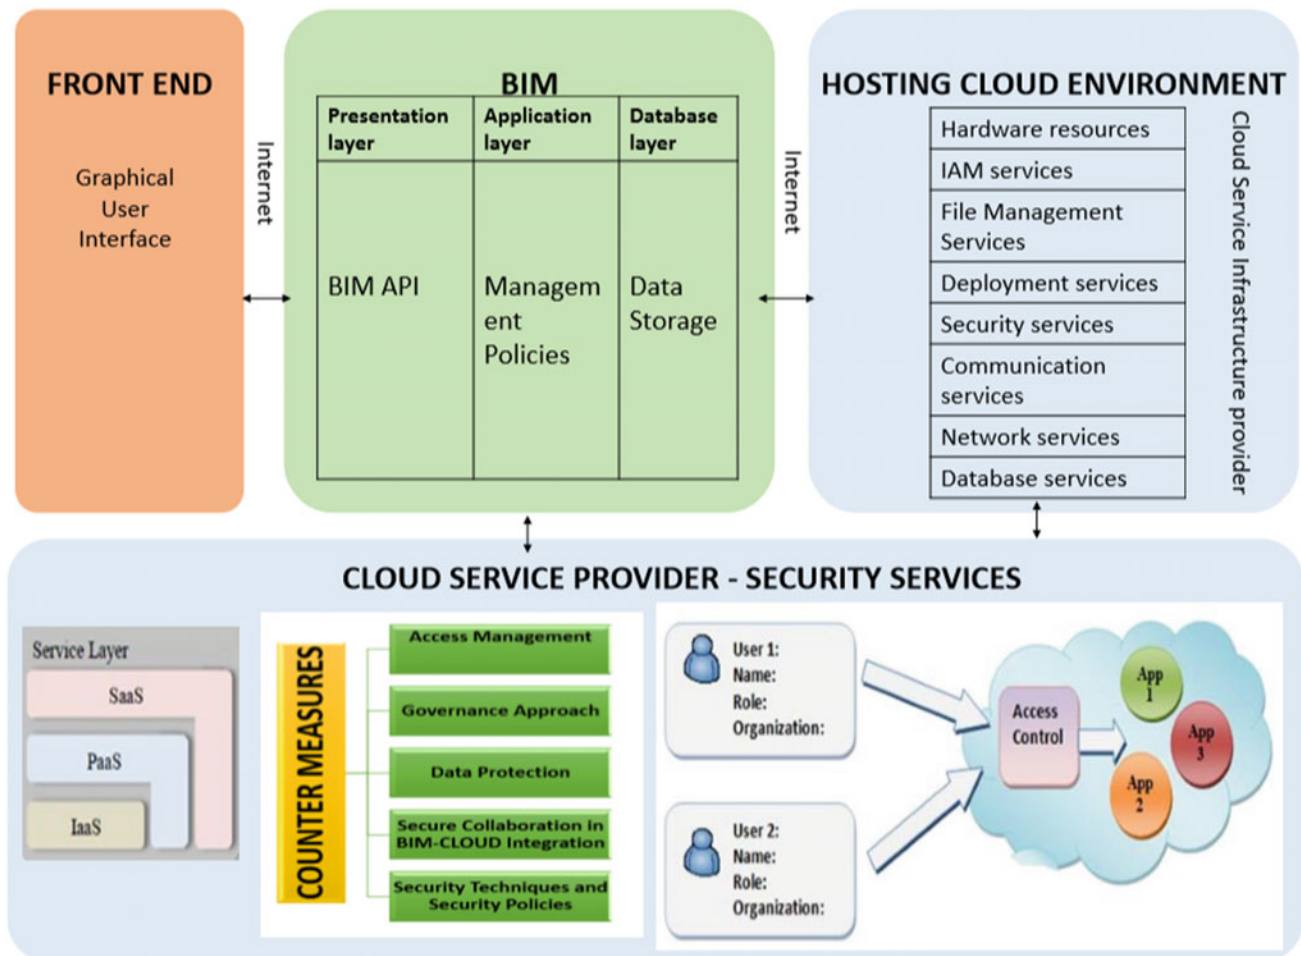 FRONT END
Graphical
User
Interface
Internet
BIM
Presentation
layer
Application
layer
Database
layer
BIM API
Managem
ent
Policies
Data
Storage
Internet
HOSTING CLOUD ENVIRONMENT
Hardware resources
IAM services
File Management
Services
Deployment services
Security services
Communication
services
Network services
Database services
Cloud Service Infrastructure provider
CLOUD SERVICE PROVIDER - SECURITY SERVICES
Service Layer
SaaS
PaaS
IaaS
COUNTER MEASURES
Access Management
Governance Approach
Data Protection
Secure Collaboration in
BIM-CLOUD Integration
Security Techniques and
Security Policies
User 1:
Name:
Role:
Organization:
User 2:
Name:
Role:
Organization:
Access
Control
App
1
App
3
App
2